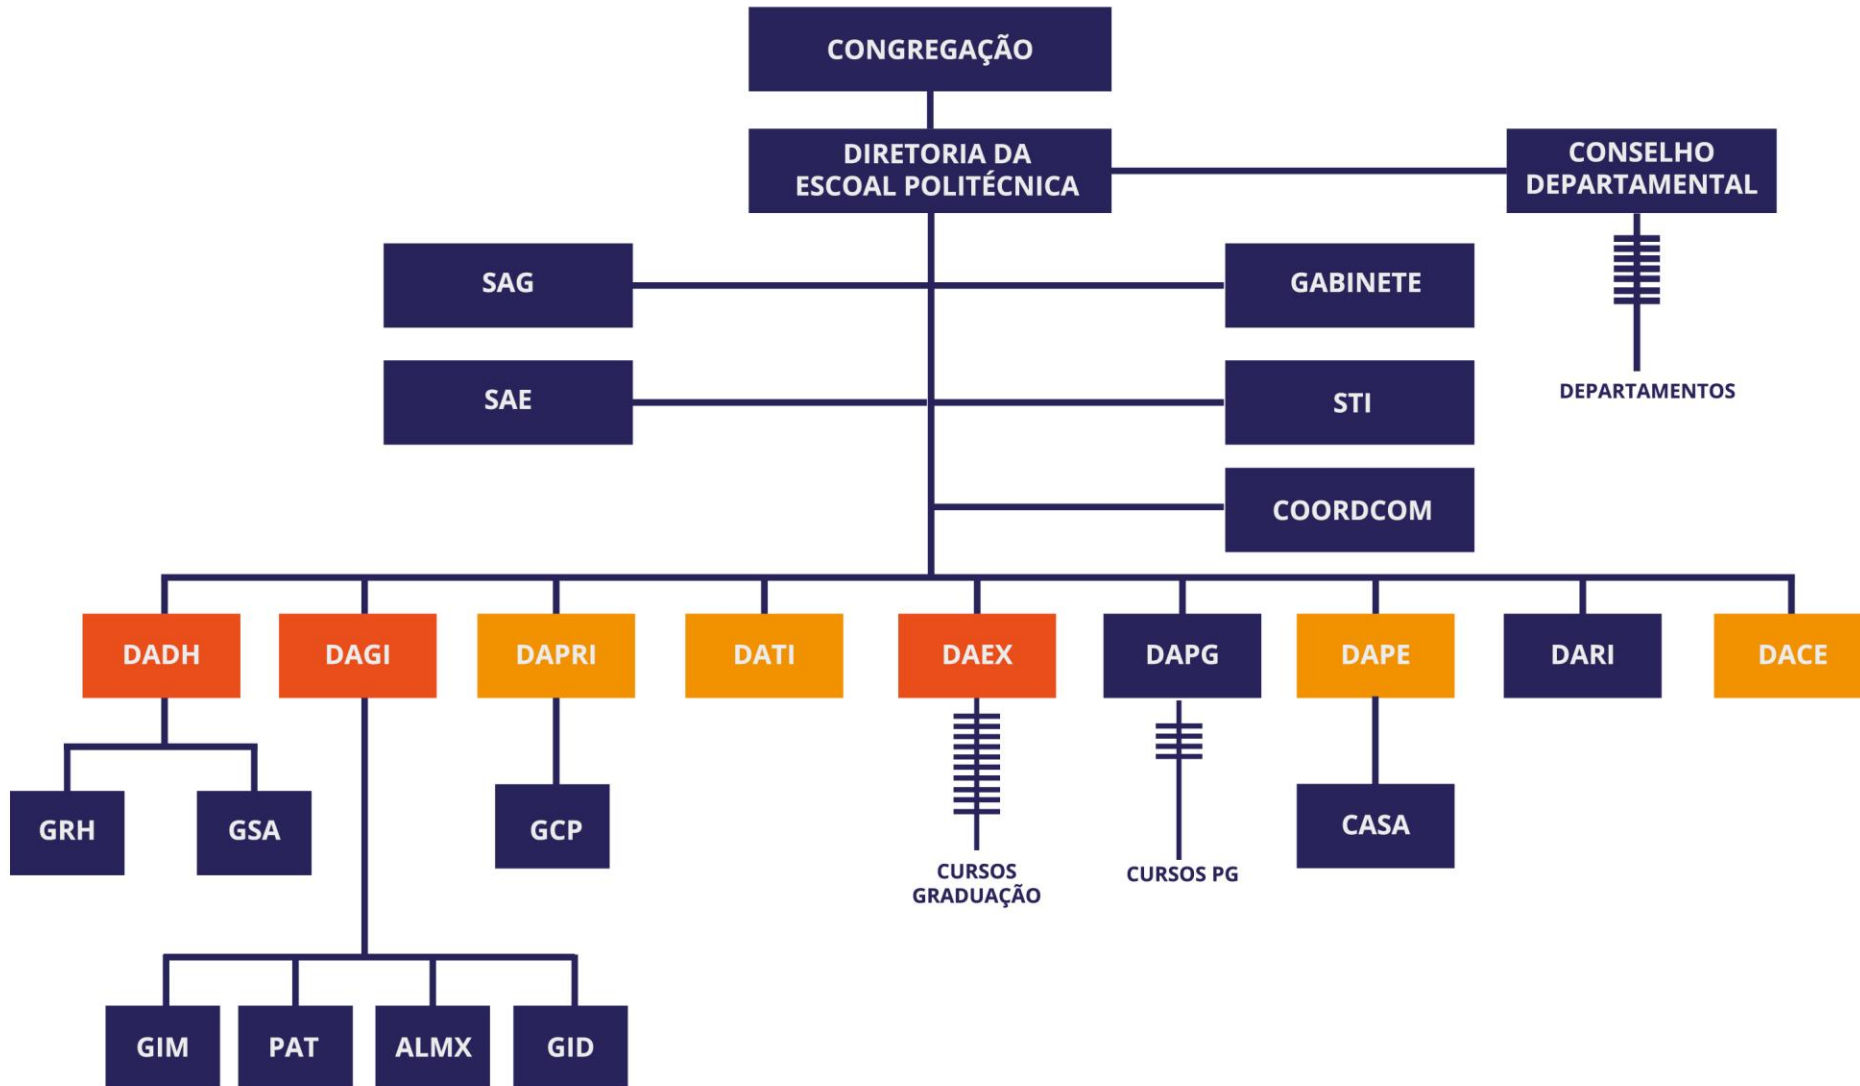 CONGREGAÇÃO
DIRETORIA DA
ESCOAL POLITÉCNICA
CONSELHO
DEPARTAMENTAL
SAG
GABINETE
SAE
STI
DEPARTAMENTOS
COORDCOM
DADH
DAGI
DAPRI
DATI
DAEX
DAPG
DAPE
DARI
DACE
GRH
GSA
GCP
CASA
CURSOS
GRADUAÇÃO
CURSOS PG
GIM
PAT
ALMX
GID